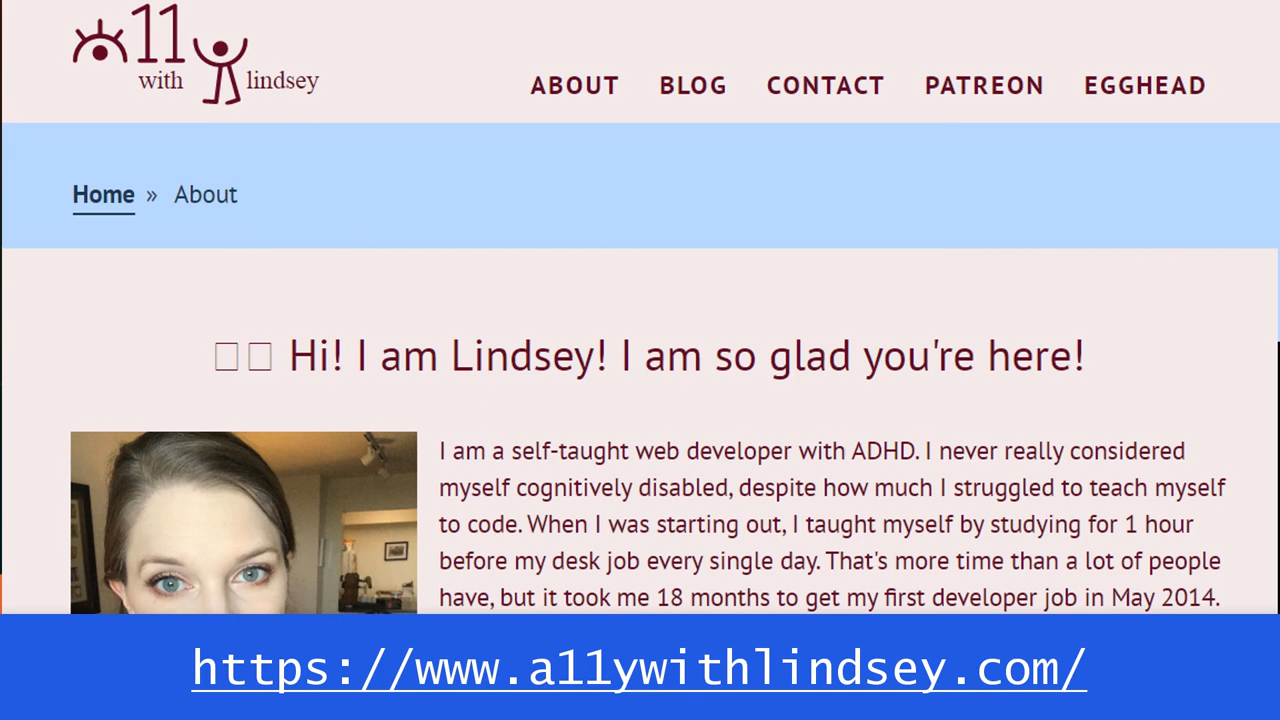 a11y
with lindsey
ABOUT BLOG CONTACT PATREON EGGHEAD
Home » About
Hi! I am Lindsey! I am so glad you're here!
I am a self-taught web developer with ADHD. I never really considered
myself cognitively disabled, despite how much I struggled to teach myself
to code. When I was starting out, I taught myself by studying for 1 hour
before my desk job every single day. That's more time than a lot of people
have, but it took me 18 months to get my first developer job in May 2014.
https://www.a11ywithlindsey.com/